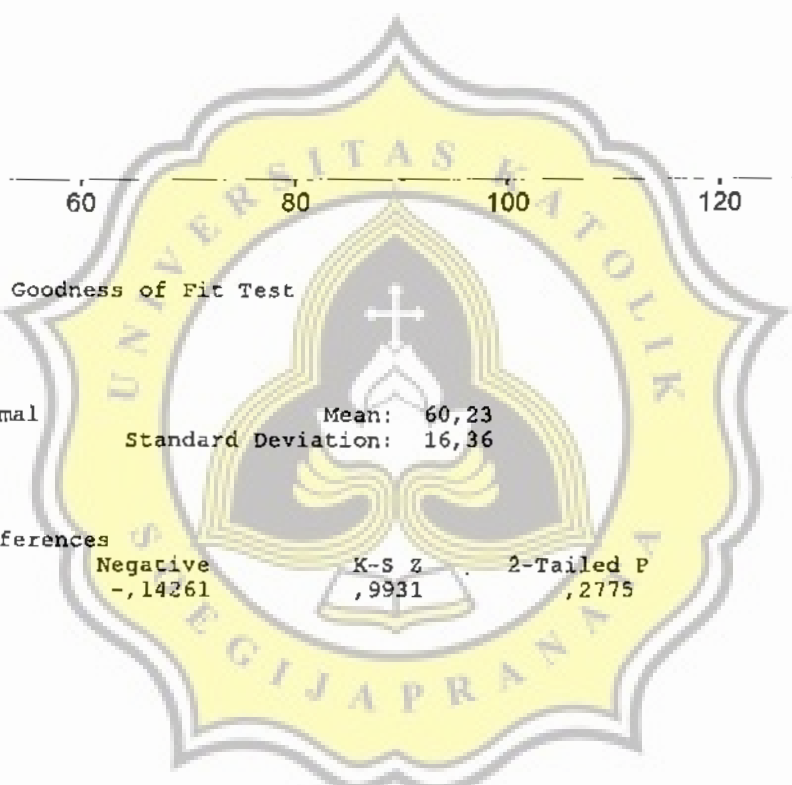 60 80 100 120
Goodness of Fit Test
mal Mean: 60,23
Standard Deviation: 16,36
ferences
Negative K-S Z 2-Tailed P
-,14261 ,9931 ,2775
UNIVERSITAS KATOLIK
SOEGIJAPRANATA